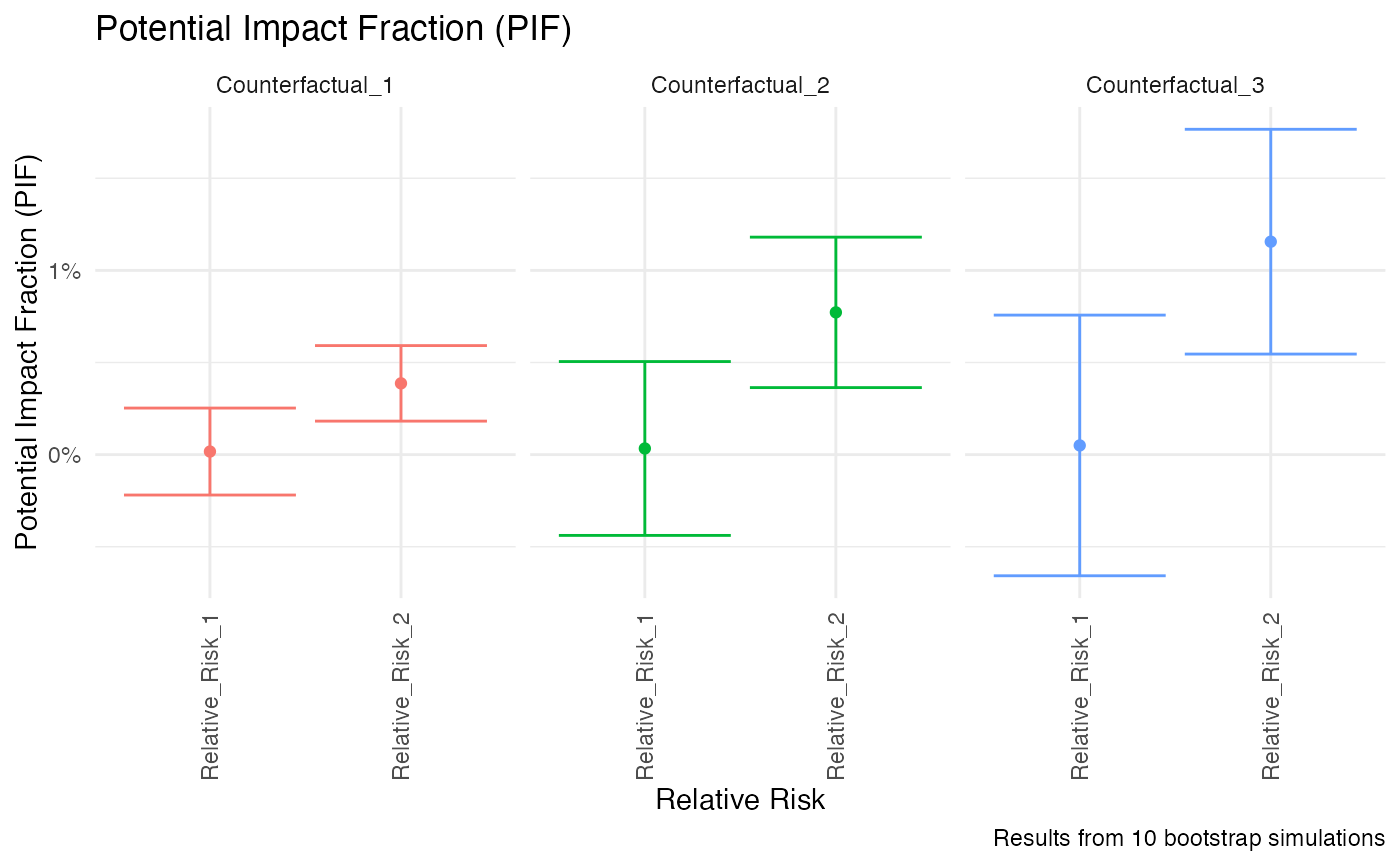 Potential Impact Fraction (PIF)
Counterfactual_1
Counterfactual_2
Counterfactual_3
Potential Impact Fraction (PIF)
1%
0%
Relative_Risk_1
Relative_Risk_2
Relative_Risk_1
Relative_Risk_2
Relative_Risk_1
Relative_Risk_2
Relative Risk
Results from 10 bootstrap simulations